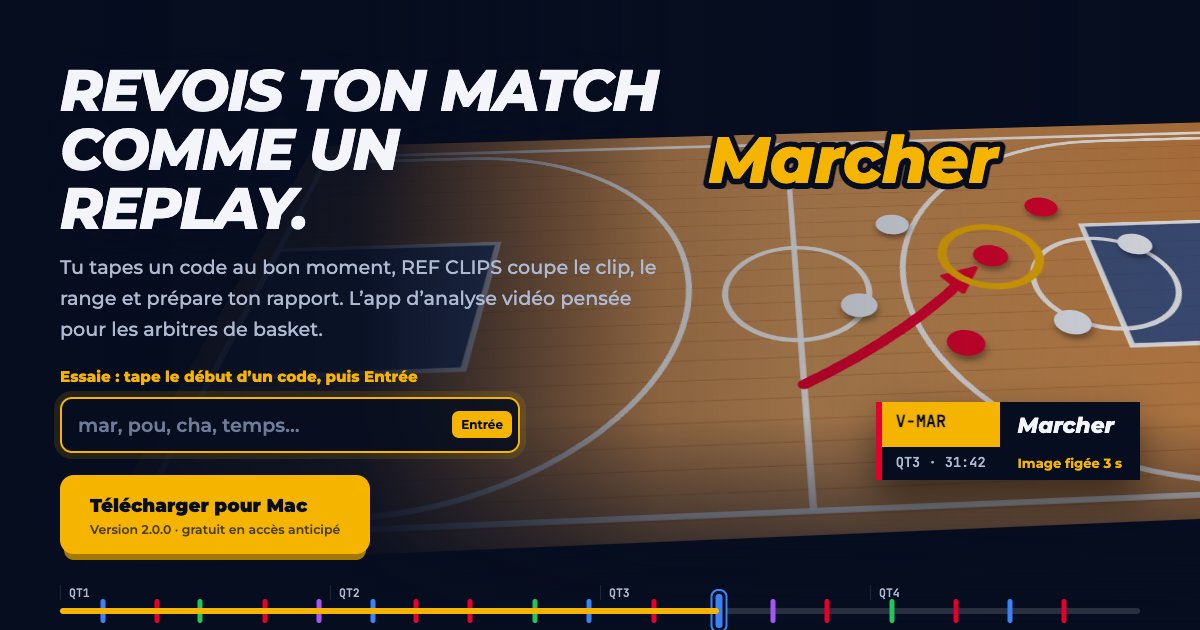 REVOIS TON MATCH
COMME UN
REPLAY.
Tu tapes un code au bon moment, REF CLIPS coupe le clip, le
range et prépare ton rapport. L’app d’analyse vidéo pensée
pour les arbitres de basket.
Essaie : tape le début d’un code, puis Entrée
mar, pou, cha, temps…
Entrée
Télécharger pour Mac
Version 2.0.0 · gratuit en accès anticipé
Marcher
V-MAR
Marcher
QT3 · 31:42
Image figée 3 s
QT1
QT2
QT3
QT4